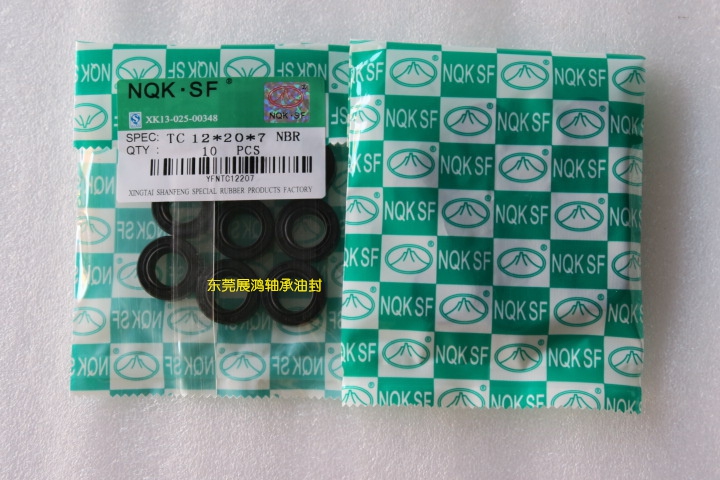 NQK·SF®
NQK·SF
XK13-025-00348
SPEC: TC 12*20*7 NBR
QTY : 10 PCS
YFNTC12207
XINGTAI SHANFENG SPECIAL RUBBER PRODUCTS FACTORY
东莞展鸿轴承油封
NQK SF